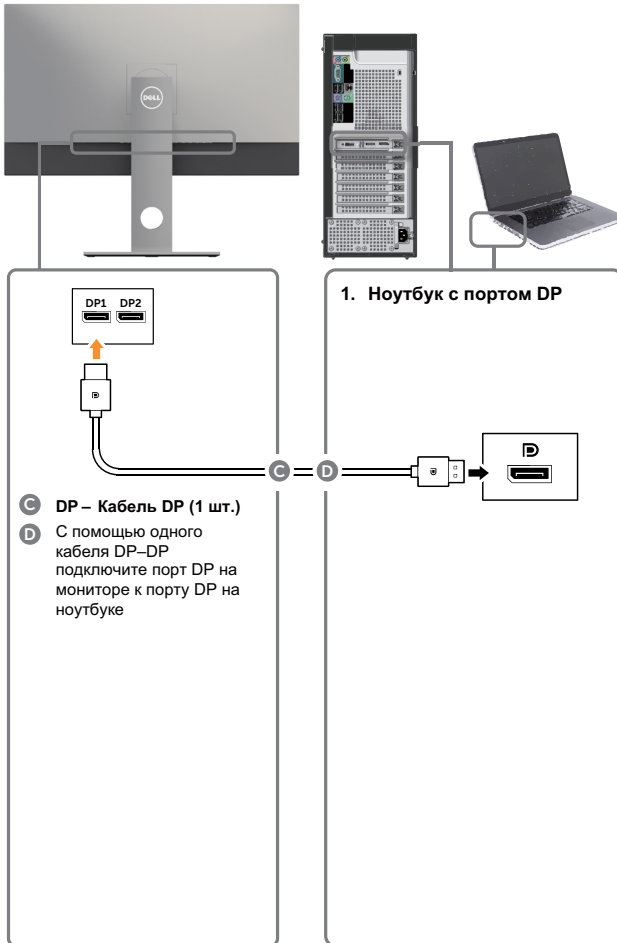 DELL
1. Ноутбук с портом DP
DP1 DP2
C
D
C DP – Кабель DP (1 шт.)
D С помощью одного
кабеля DP–DP
подключите порт DP на
мониторе к порту DP на
ноутбуке